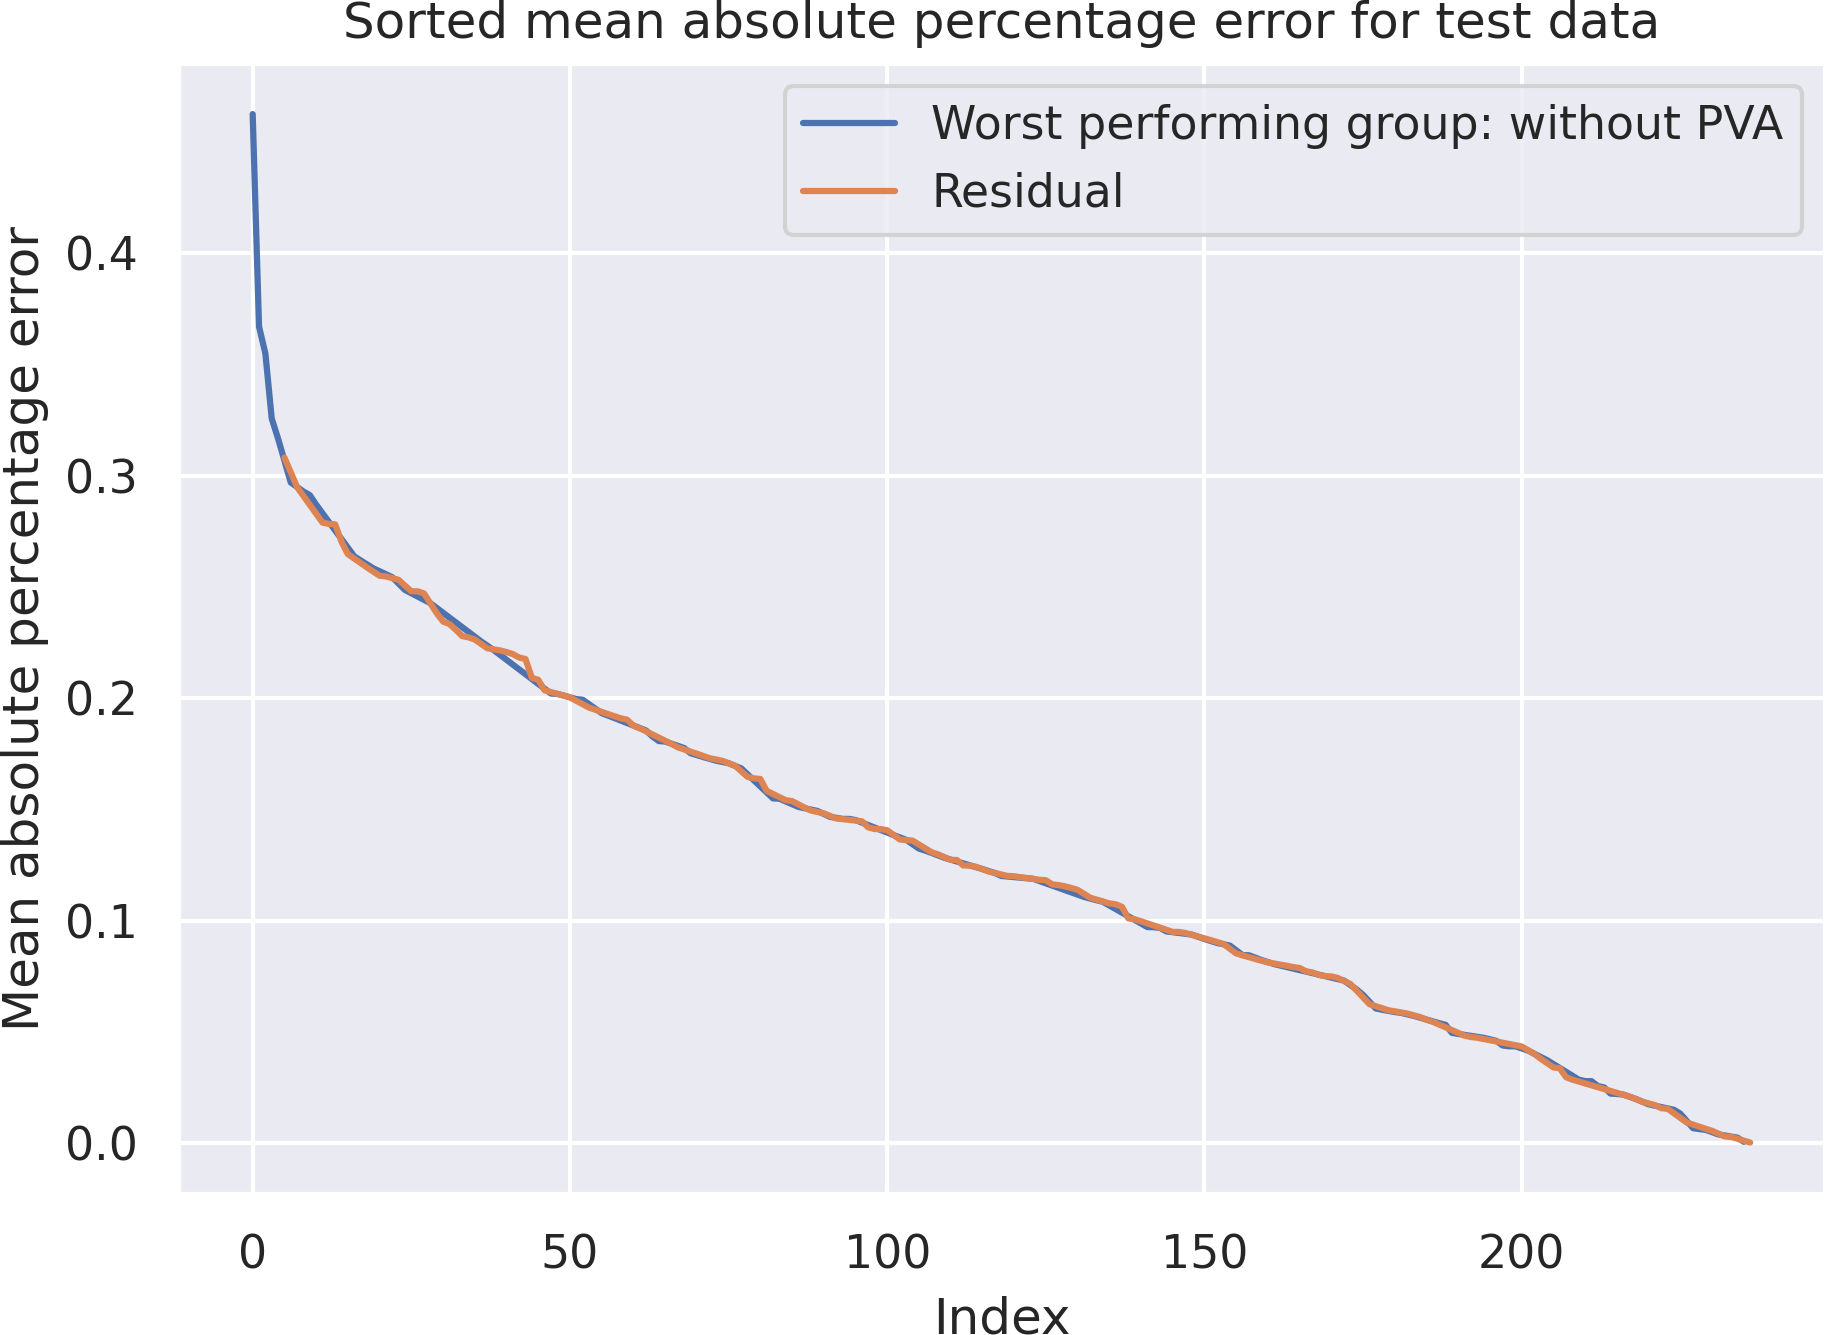 Sorted mean absolute percentage error for test data
Worst performing group: without PVA
Residual
Mean absolute percentage error
0.4
0.3
0.2
0.1
0.0
0 50 100 150 200
Index